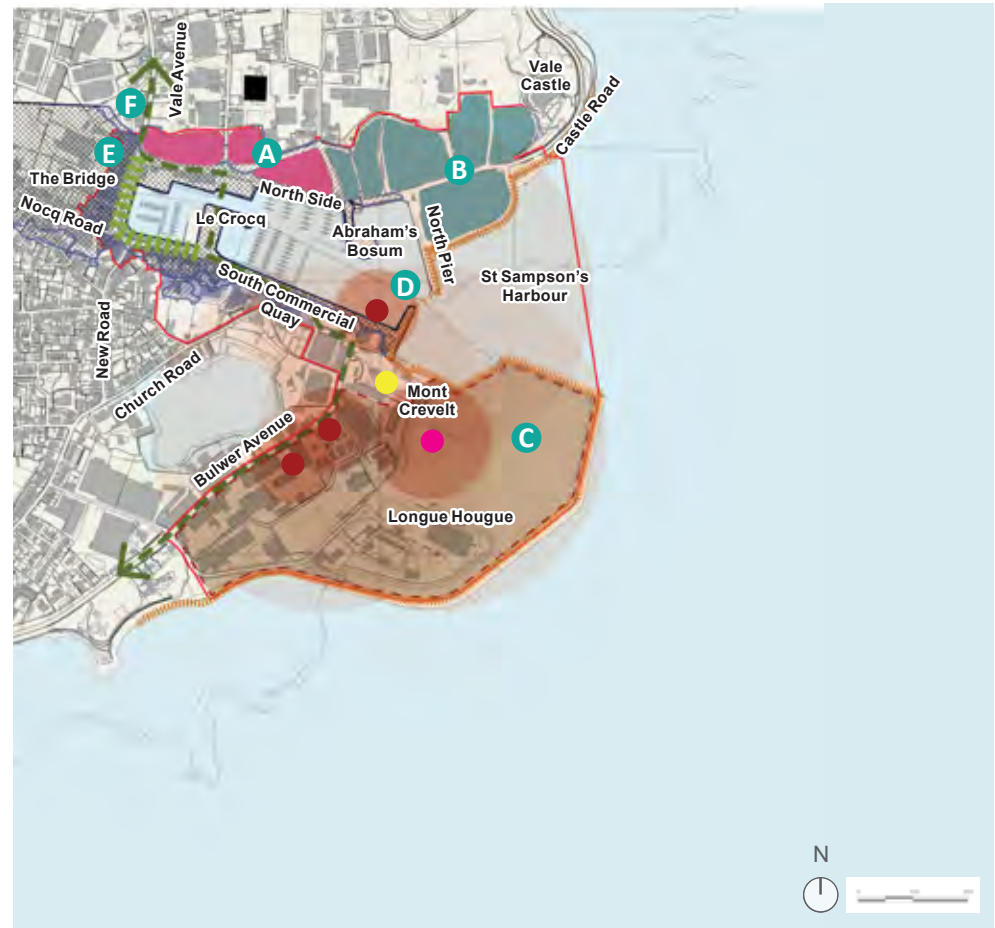 Vale Avenue
Vale
Castle
Castle Road
F
E
A
B
The Bridge
North Side
Nocq Road
Le Crocq
Abraham's
Bosum
North Pier
St Sampson's
Harbour
D
South Commercial
Quay
New Road
Church Road
Mont
Crevelt
C
Bulwer Avenue
Longue Hougue
N